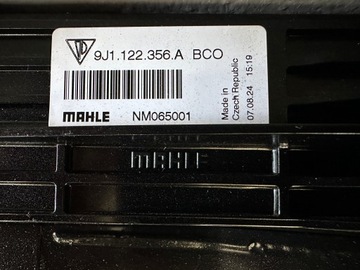 9J1.122.356.A BCO
MAHLE NM065001
Made in
Czech Republic
07.08.24 15:19
MAHLE